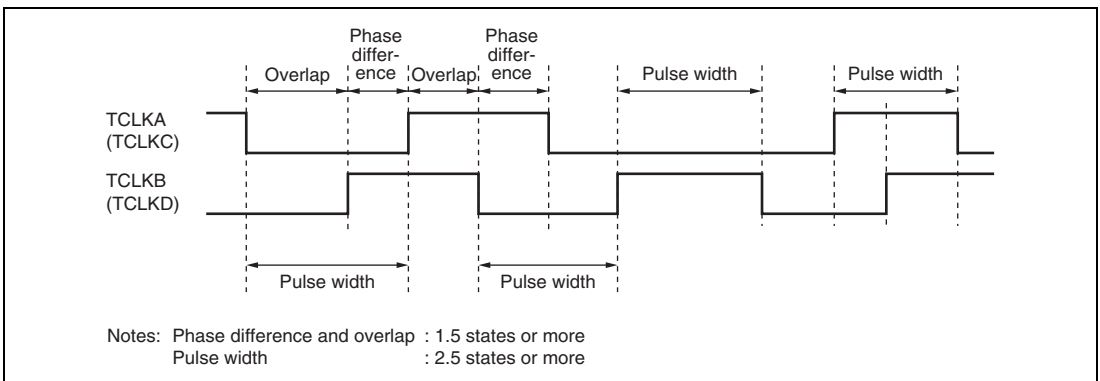 Phase
differ-
ence
Phase
differ-
ence
Overlap
Overlap
Pulse width
Pulse width
TCLKA
(TCLKC)
TCLKB
(TCLKD)
Pulse width
Pulse width
Notes: Phase difference and overlap : 1.5 states or more
Pulse width : 2.5 states or more